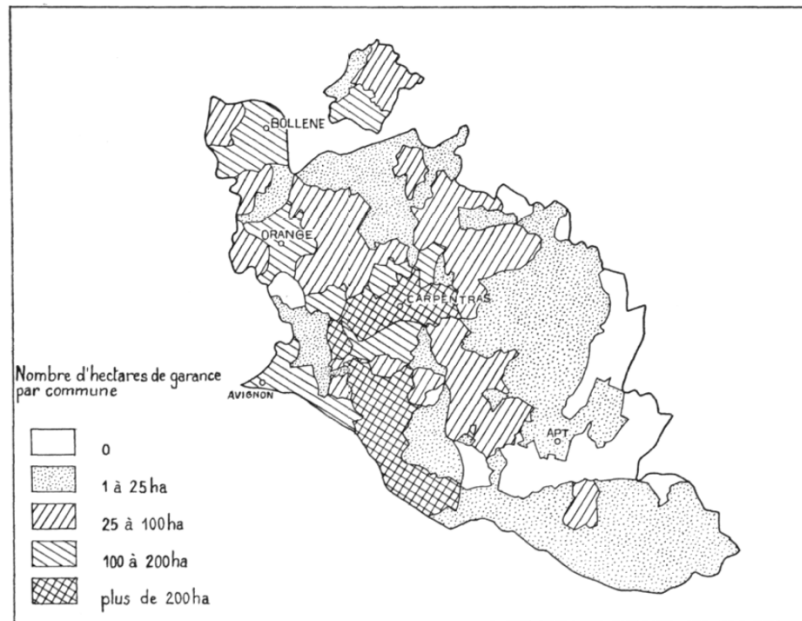 BOLLENE
ORANGE
CARPENTRAS
AVIGNON
APT
Nombre d'hectares de garance
par commune
0
1 à 25 ha
25 à 100 ha
100 à 200 ha
plus de 200 ha